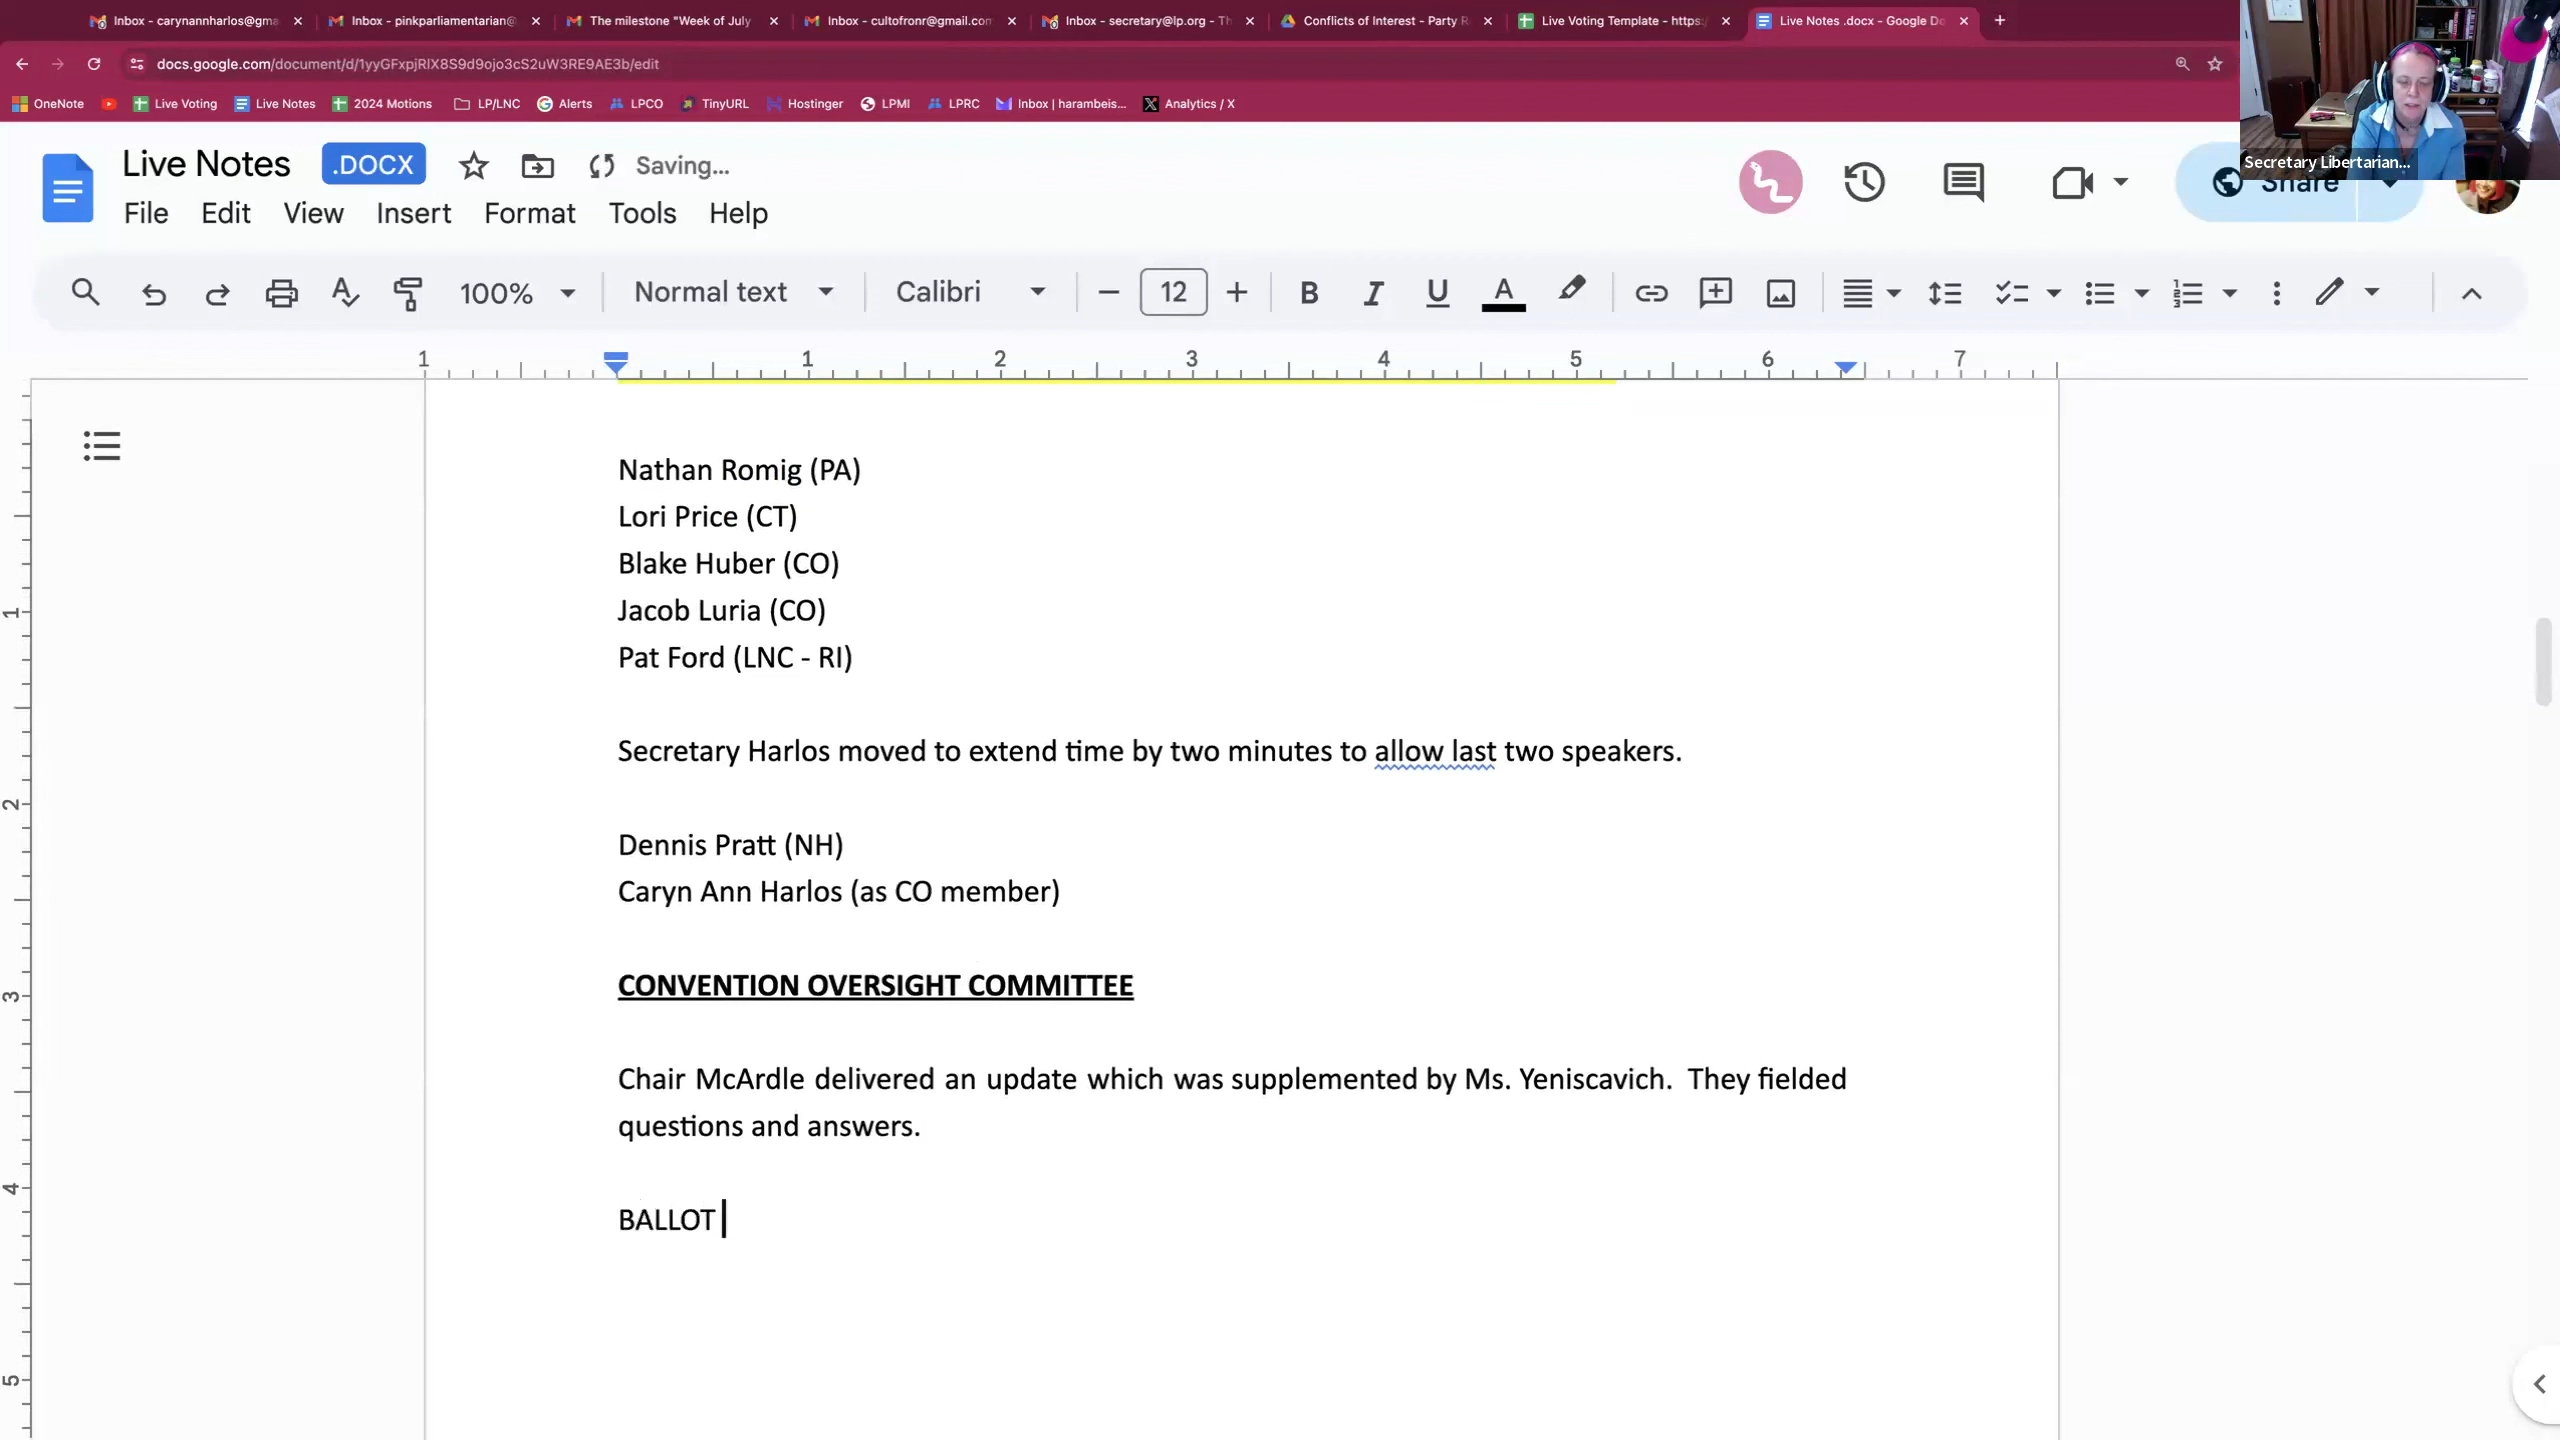 Inbox - carynannharlos@gma
Inbox - pinkparliamentarian@
The milestone "Week of July
Inbox - cultofronr@gmail.com
Inbox - secretary@lp.org - Th
Conflicts of Interest - Party R
Live Voting Template - https:
Live Notes .docx - Google Do
docs.google.com/document/d/1yyGFxpjRlX8S9d9ojo3cS2uW3RE9AE3b/edit
OneNote
Live Voting
Live Notes
2024 Motions
LP/LNC
Alerts
LPCO
TinyURL
Hostinger
LPMI
LPRC
Inbox | harambeis...
Analytics / X
Secretary Libertarian...
Live Notes .DOCX Saving...
Share
File Edit View Insert Format Tools Help
100% Normal text Calibri 12
1 1 2 3 4 5 6 7
Nathan Romig (PA)
Lori Price (CT)
Blake Huber (CO)
Jacob Luria (CO)
Pat Ford (LNC - RI)
Secretary Harlos moved to extend time by two minutes to allow last two speakers.
Dennis Pratt (NH)
Caryn Ann Harlos (as CO member)
CONVENTION OVERSIGHT COMMITTEE
Chair McArdle delivered an update which was supplemented by Ms. Yeniscavich.  They fielded
questions and answers.
BALLOT
1
2
3
4
5